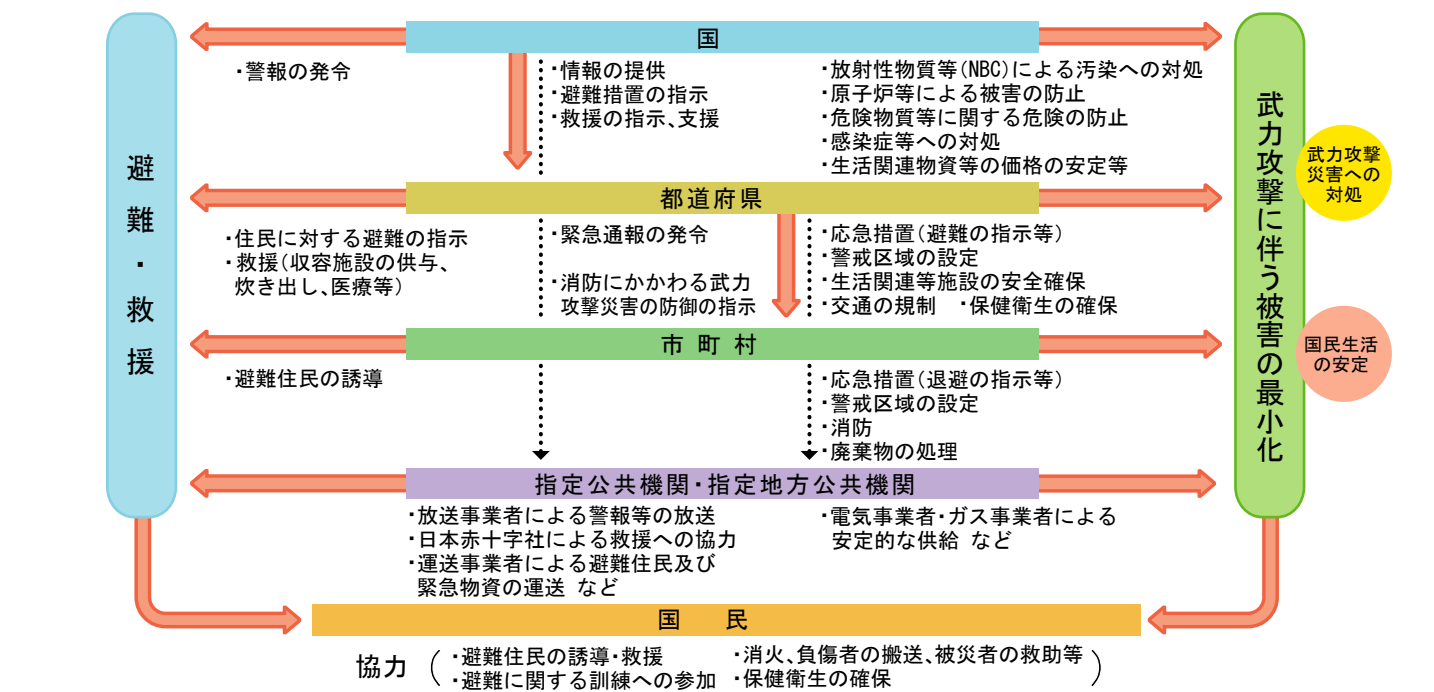 避難・救援
武力攻撃に伴う被害の最小化
武力攻撃
災害への
対処
国民生活
の安定
国
・警報の発令
・情報の提供
・避難措置の指示
・救援の指示、支援
・放射性物質等(NBC)による汚染への対処
・原子炉等による被害の防止
・危険物質等に関する危険の防止
・感染症等への対処
・生活関連物資等の価格の安定等
都道府県
・住民に対する避難の指示
・救援(収容施設の供与、
炊き出し、医療等)
・緊急通報の発令
・消防にかかわる武力
攻撃災害の防御の指示
・応急措置(避難の指示等)
・警戒区域の設定
・生活関連等施設の安全確保
・交通の規制 ・保健衛生の確保
市町村
・避難住民の誘導
・応急措置(退避の指示等)
・警戒区域の設定
・消防
・廃棄物の処理
指定公共機関・指定地方公共機関
・放送事業者による警報等の放送
・日本赤十字社による救援への協力
・運送事業者による避難住民及び
緊急物資の運送 など
・電気事業者・ガス事業者による
安定的な供給 など
国 民
協力
・避難住民の誘導・救援
・避難に関する訓練への参加
・消火、負傷者の搬送、被災者の救助等
・保健衛生の確保